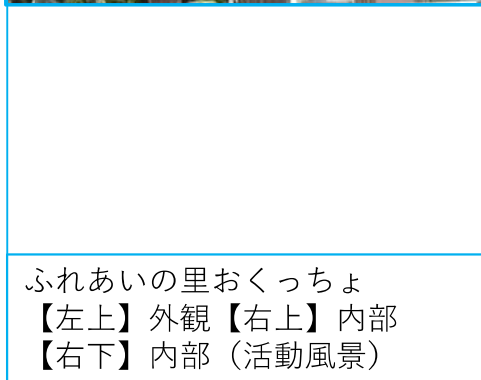 ふれあいの里おくっちょ
【左上】外観【右上】内部
【右下】内部（活動風景）